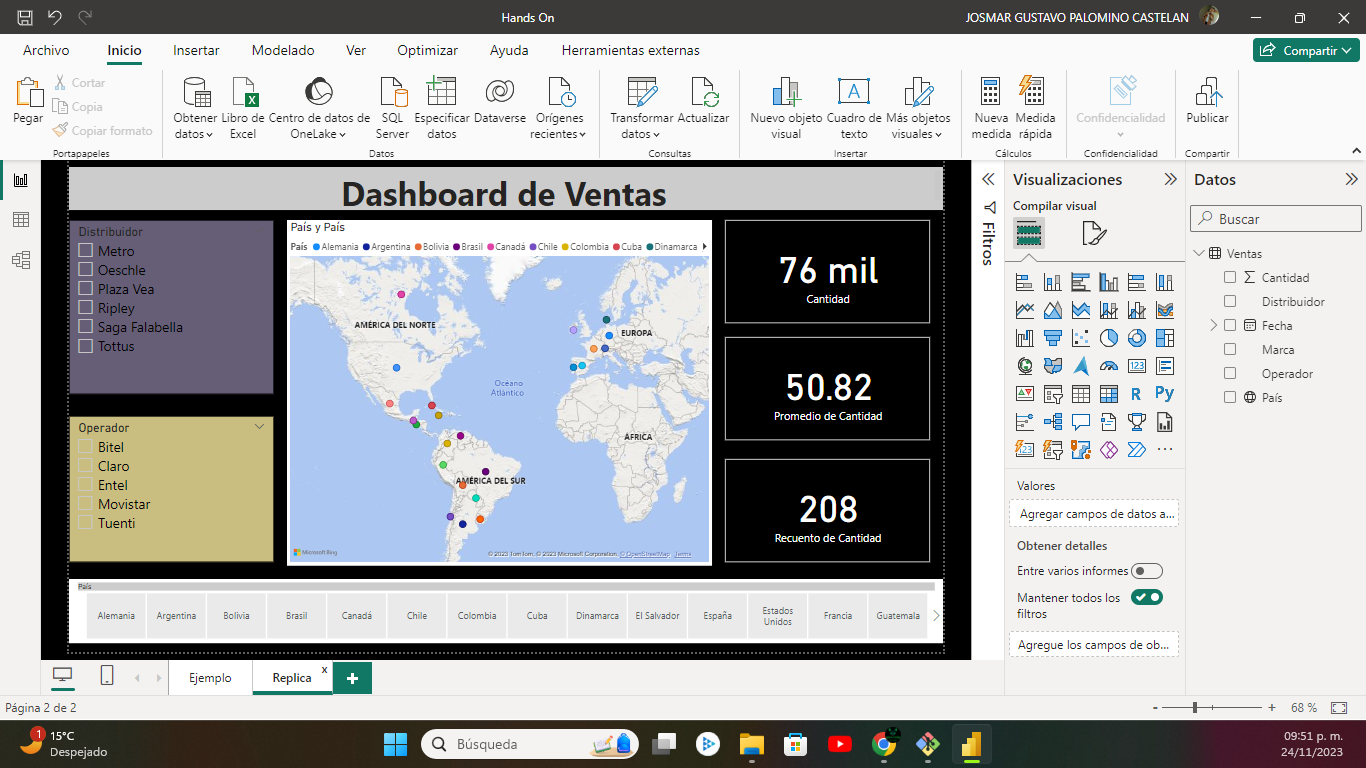 Hands On
JOSMAR GUSTAVO PALOMINO CASTELAN
Archivo
Inicio
Insertar
Modelado
Ver
Optimizar
Ayuda
Herramientas externas
Compartir
Pegar
Cortar
Copia
Copiar formato
Portapapeles
Obtener datos
Libro de Excel
Centro de datos de OneLake
SQL Server
Especificar datos
Dataverse
Orígenes recientes
Datos
Transformar datos
Actualizar
Consultas
Nuevo objeto visual
Cuadro de texto
Más objetos visuales
Insertar
Nueva medida
Medida rápida
Cálculos
Confidencialidad
Confidencialidad
Publicar
Compartir
Dashboard de Ventas
Distribuidor
Metro
Oeschle
Plaza Vea
Ripley
Saga Falabella
Tottus
Operador
Bitel
Claro
Entel
Movistar
Tuenti
País y País
País Alemania Argentina Bolivia Brasil Canadá Chile Colombia Cuba Dinamarca
AMÉRICA DEL NORTE
EUROPA
Océano
Atlántico
ÁFRICA
AMÉRICA DEL SUR
Microsoft Bing
© 2023 TomTom, © 2023 Microsoft Corporation, © OpenStreetMap Terms
76 mil
Cantidad
50.82
Promedio de Cantidad
208
Recuento de Cantidad
País
Alemania
Argentina
Bolivia
Brasil
Canadá
Chile
Colombia
Cuba
Dinamarca
El Salvador
España
Estados Unidos
Francia
Guatemala
Filtros
Visualizaciones
Compilar visual
R
Py
123
Valores
Agregar campos de datos a...
Obtener detalles
Entre varios informes
Mantener todos los
filtros
Agregue los campos de ob...
Datos
Buscar
Ventas
Cantidad
Distribuidor
Fecha
Marca
Operador
País
Ejemplo
Replica x
+
Página 2 de 2
- + 68 %
1
15°C
Despejado
Búsqueda
09:51 p. m.
24/11/2023